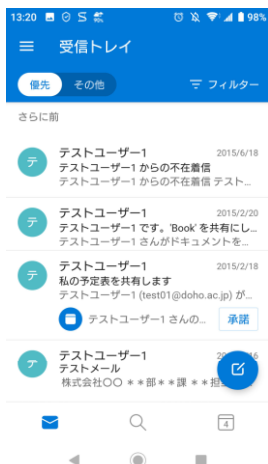 13:20 98%
受信トレイ
優先 その他 フィルター
さらに前
テ テストユーザー1 2015/6/18
テストユーザー1 からの不在着信
テストユーザー1 からの不在着信 テスト...
テ テストユーザー1 2015/2/20
テストユーザー1 です。'Book' を共有にし...
テストユーザー1 さんがドキュメントを...
テ テストユーザー1 2015/2/18
私の予定表を共有します
テストユーザー1 (test01@doho.ac.jp) が...
テストユーザー1 さんの... 承諾
テ テストユーザー1 16
テストメール
株式会社〇〇 ＊＊部＊＊課 ＊＊担
4